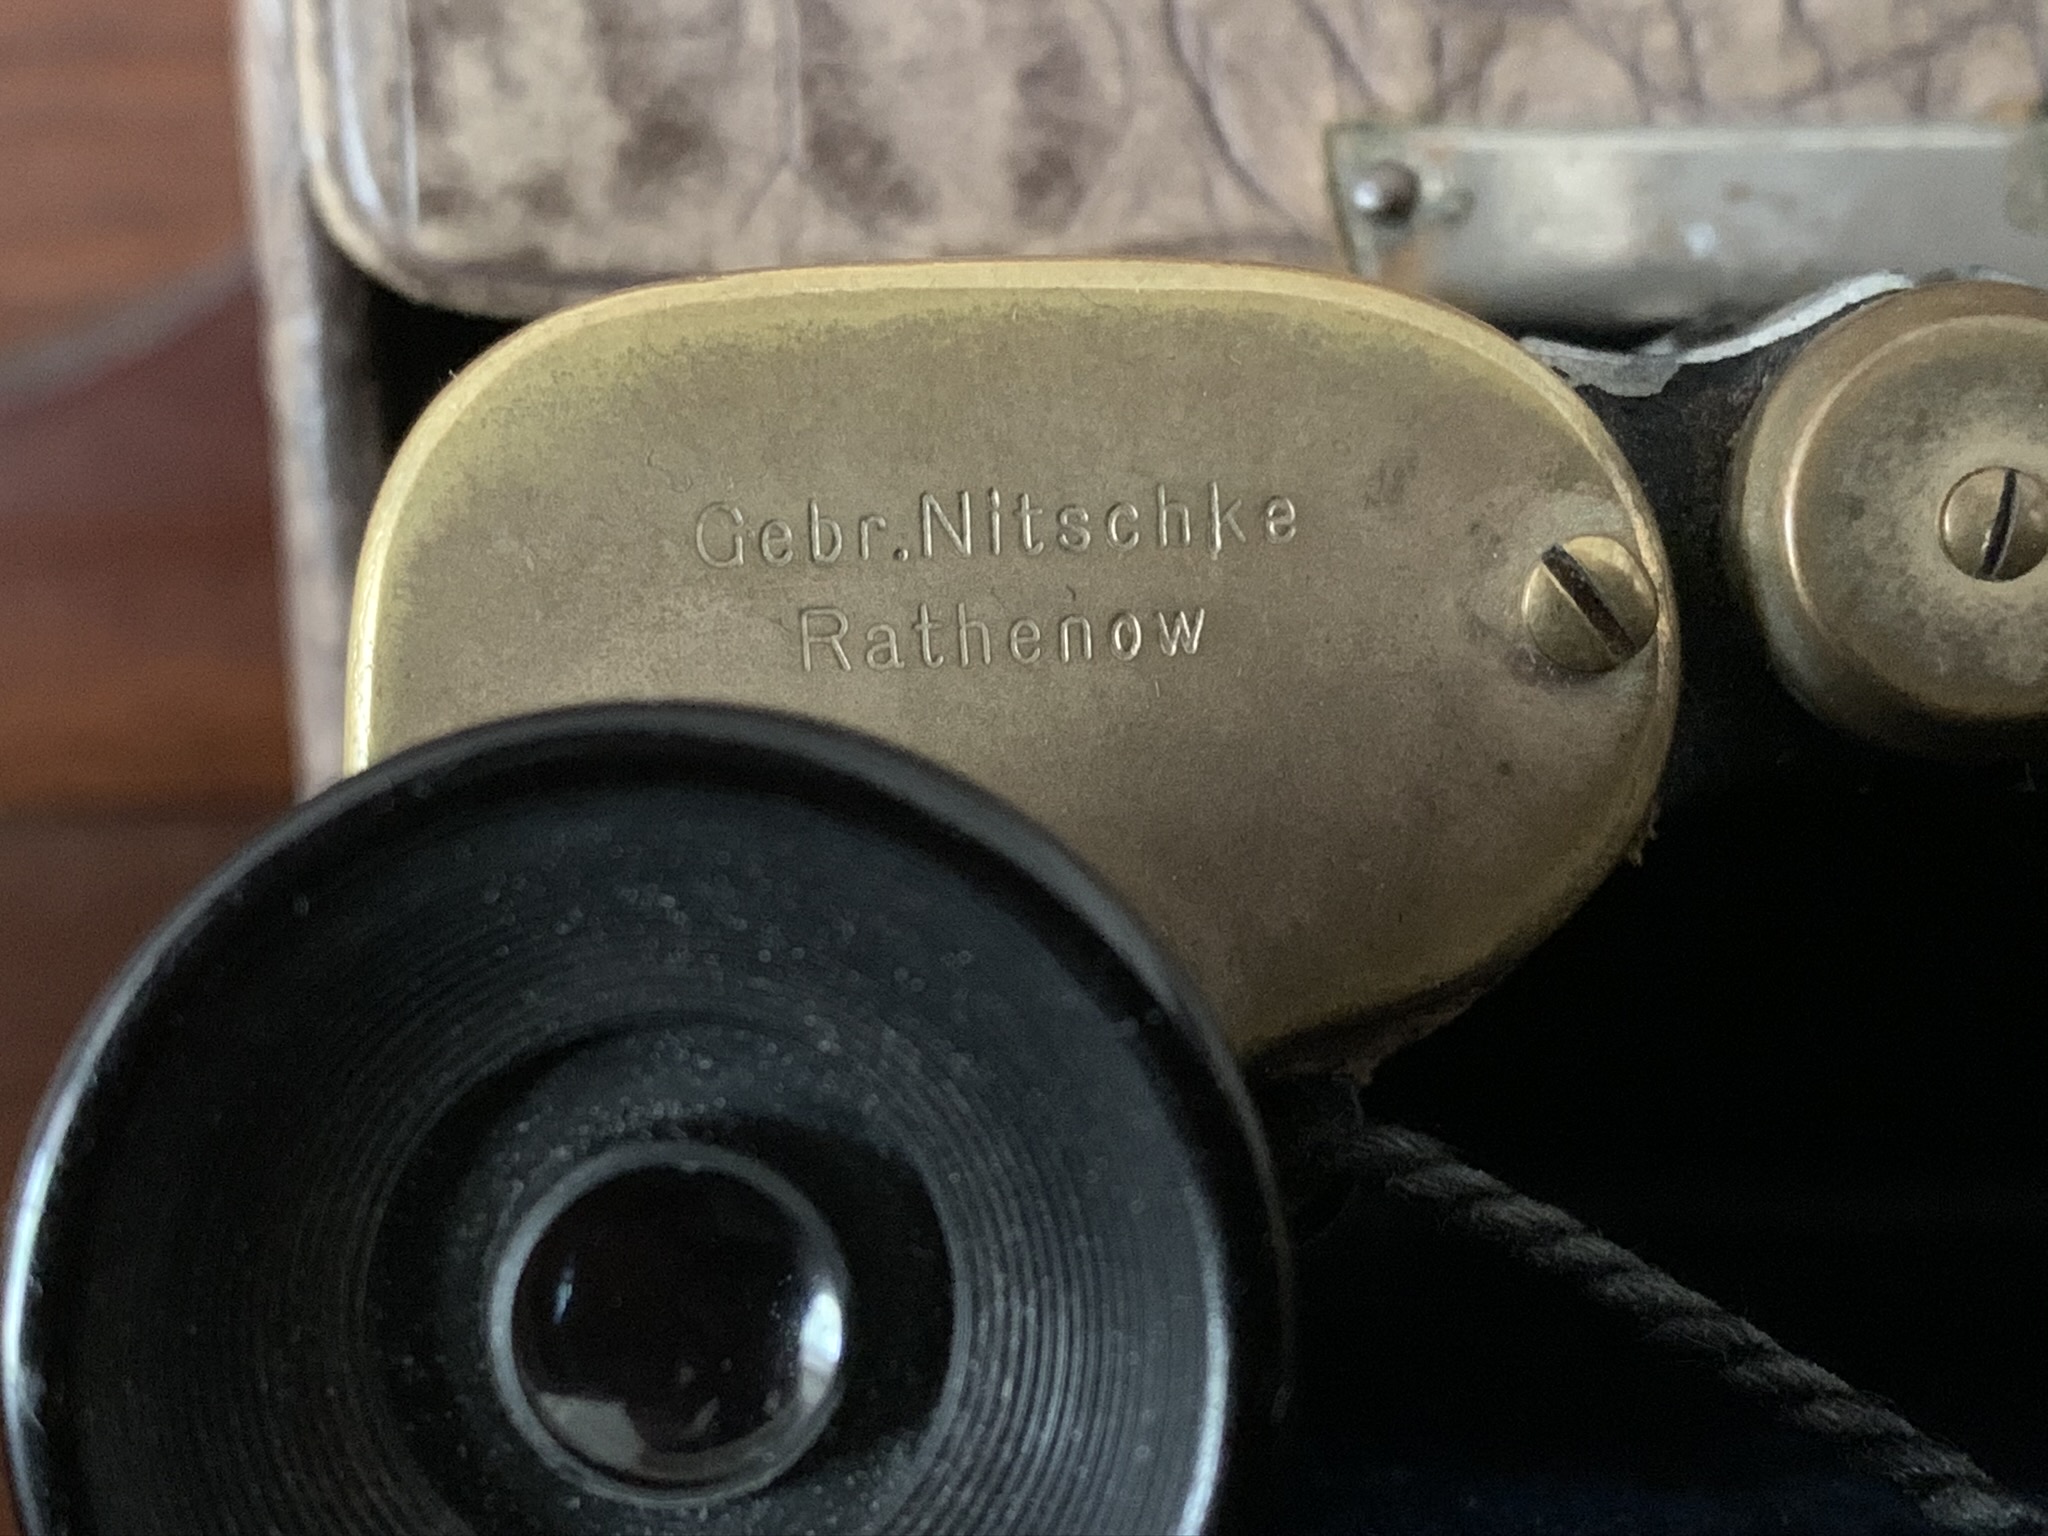 Gebr. Nitschke
Rathenow